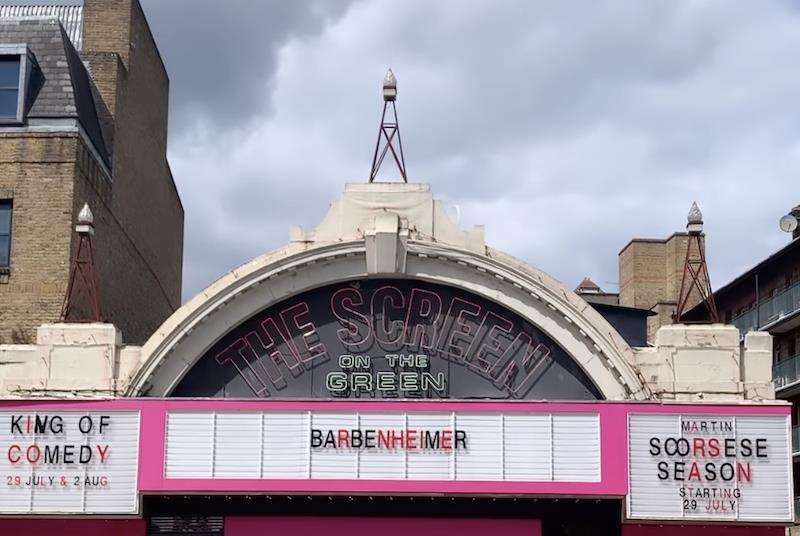 THE SCREEN
ON THE
GREEN
KING OF
COMEDY
29 JULY & 2 AUG
BARBENHEIMER
MARTIN
SOORSESE
SEASON
STARTING
29 JULY